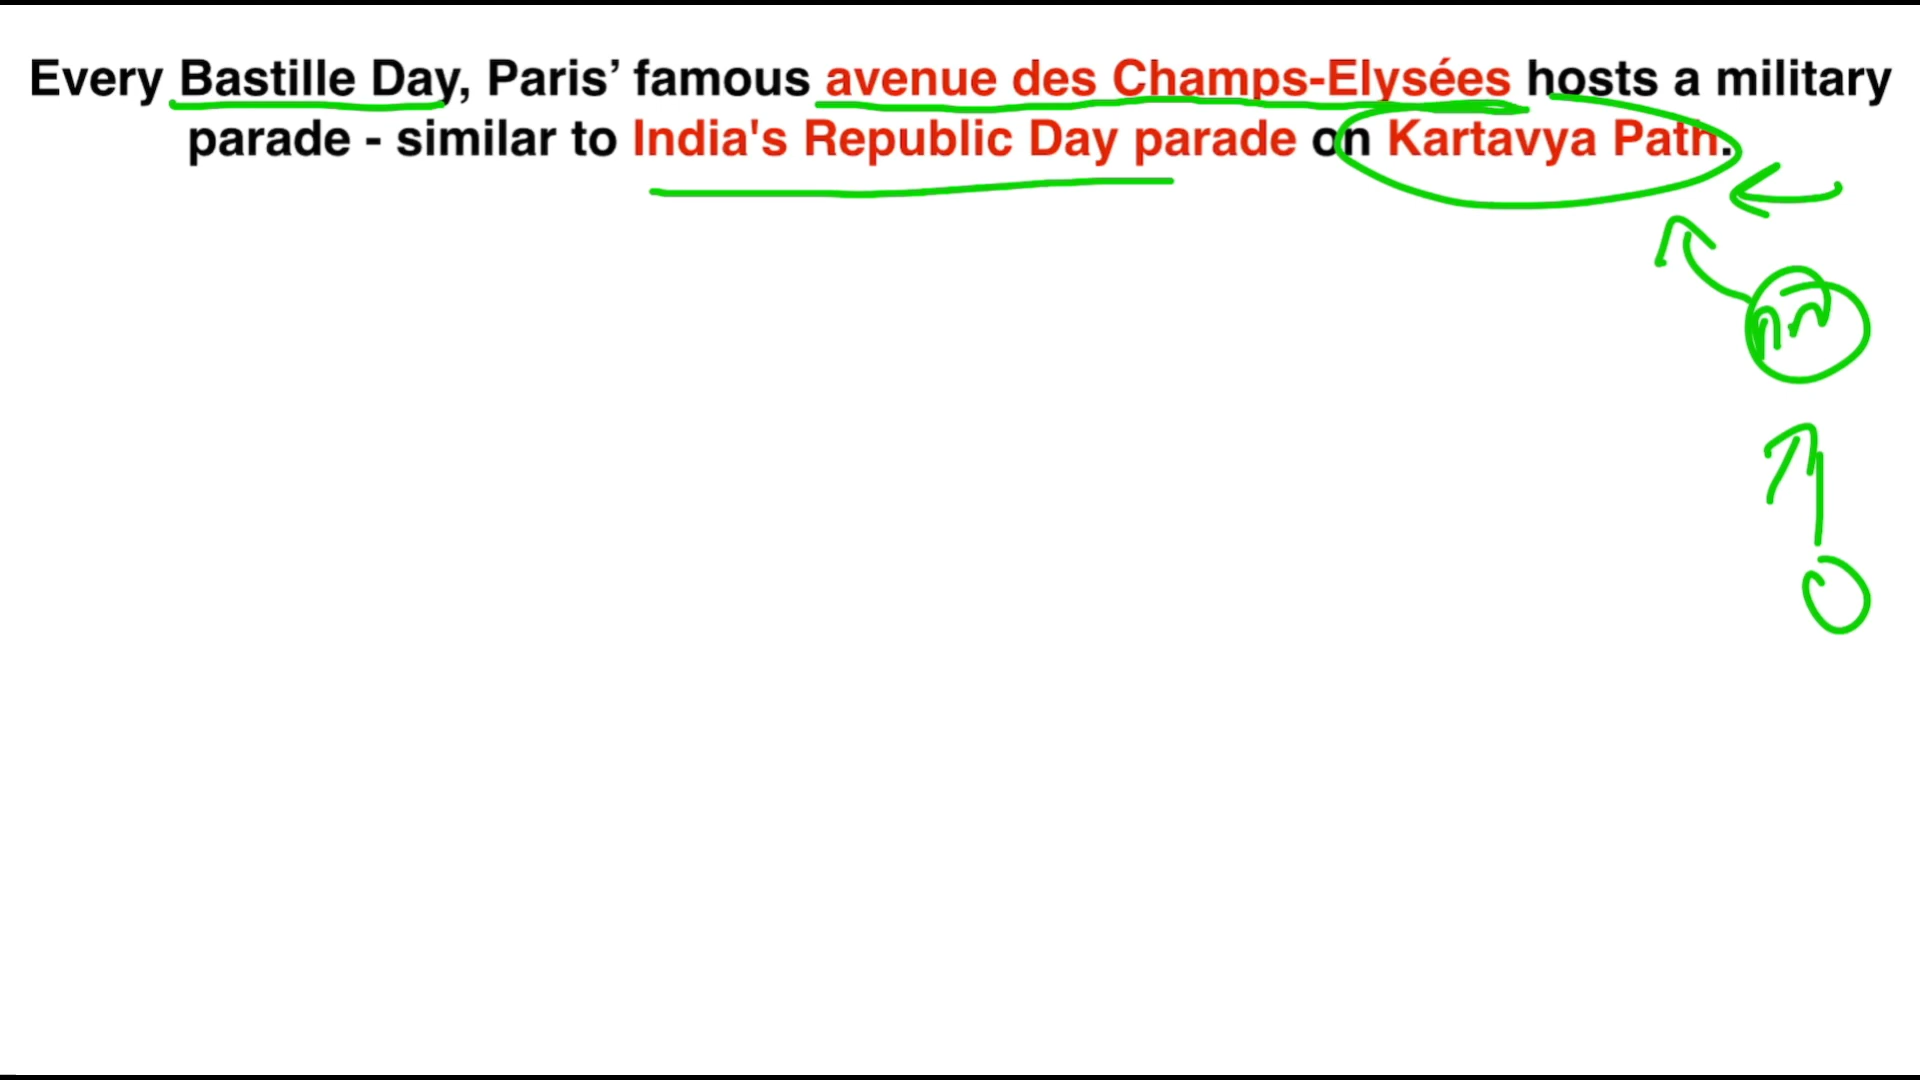 Every Bastille Day, Paris’ famous avenue des Champs-Elysées hosts a military
parade - similar to India's Republic Day parade on Kartavya Path.